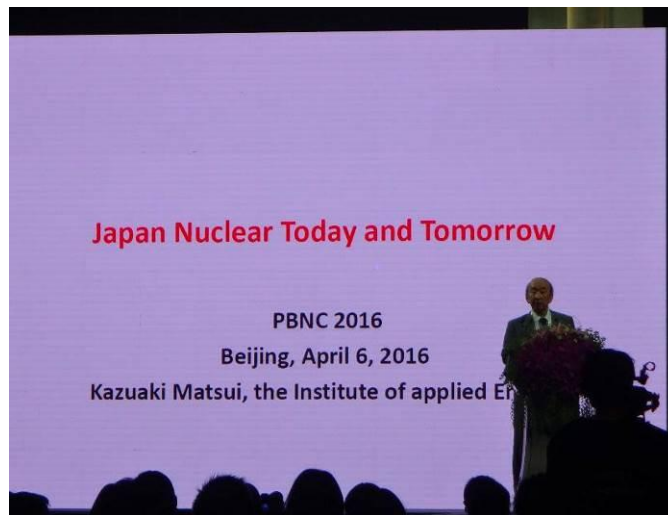 Japan Nuclear Today and Tomorrow
PBNC 2016
Beijing, April 6, 2016
Kazuaki Matsui, the Institute of applied